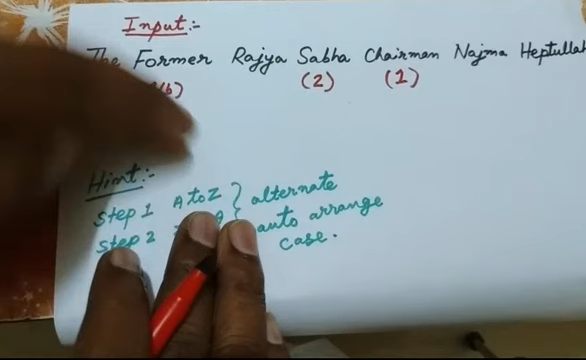 Input:-
The Former Rajya Sabha Chairman Najma Heptullah
(2) (1)
Hint:-
Step 1 A to Z } alternate
Step 2 auto arrange
case.